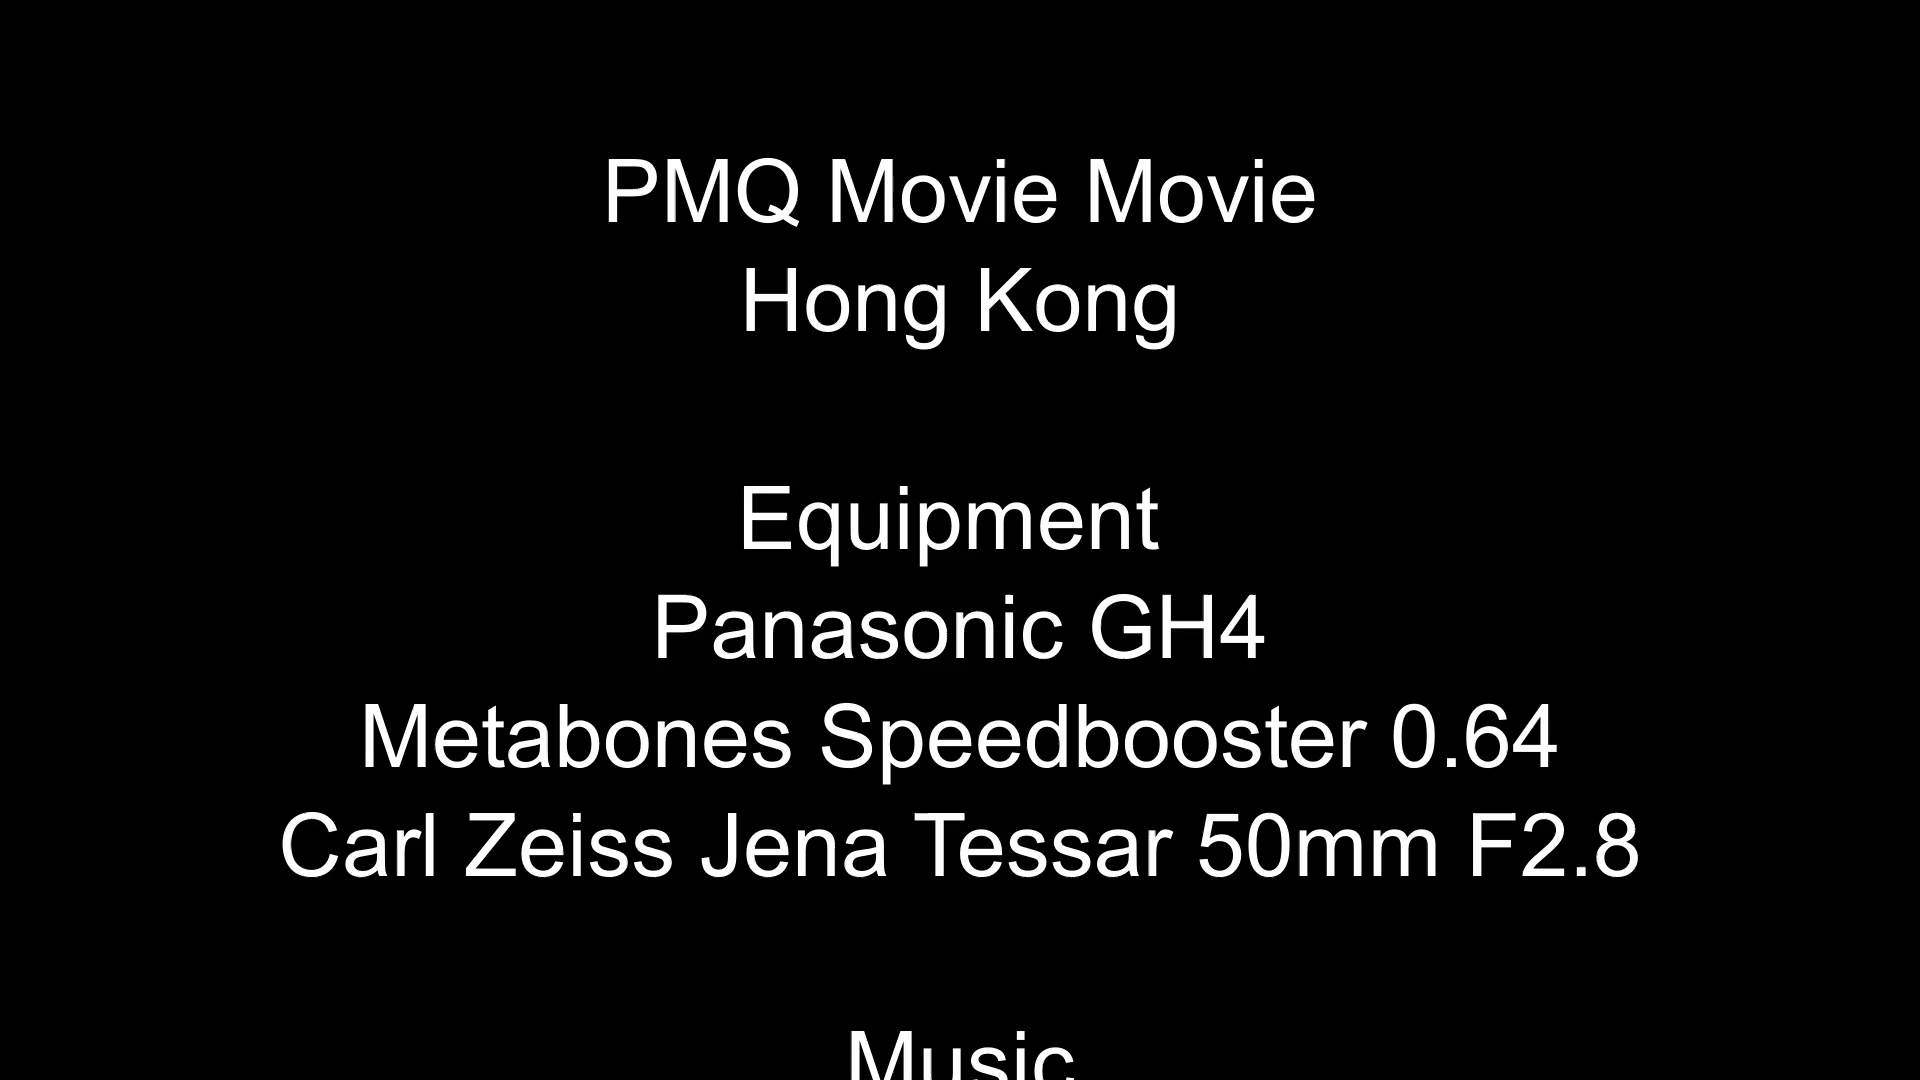 PMQ Movie Movie
Hong Kong
Equipment
Panasonic GH4
Metabones Speedbooster 0.64
Carl Zeiss Jena Tessar 50mm F2.8
Music